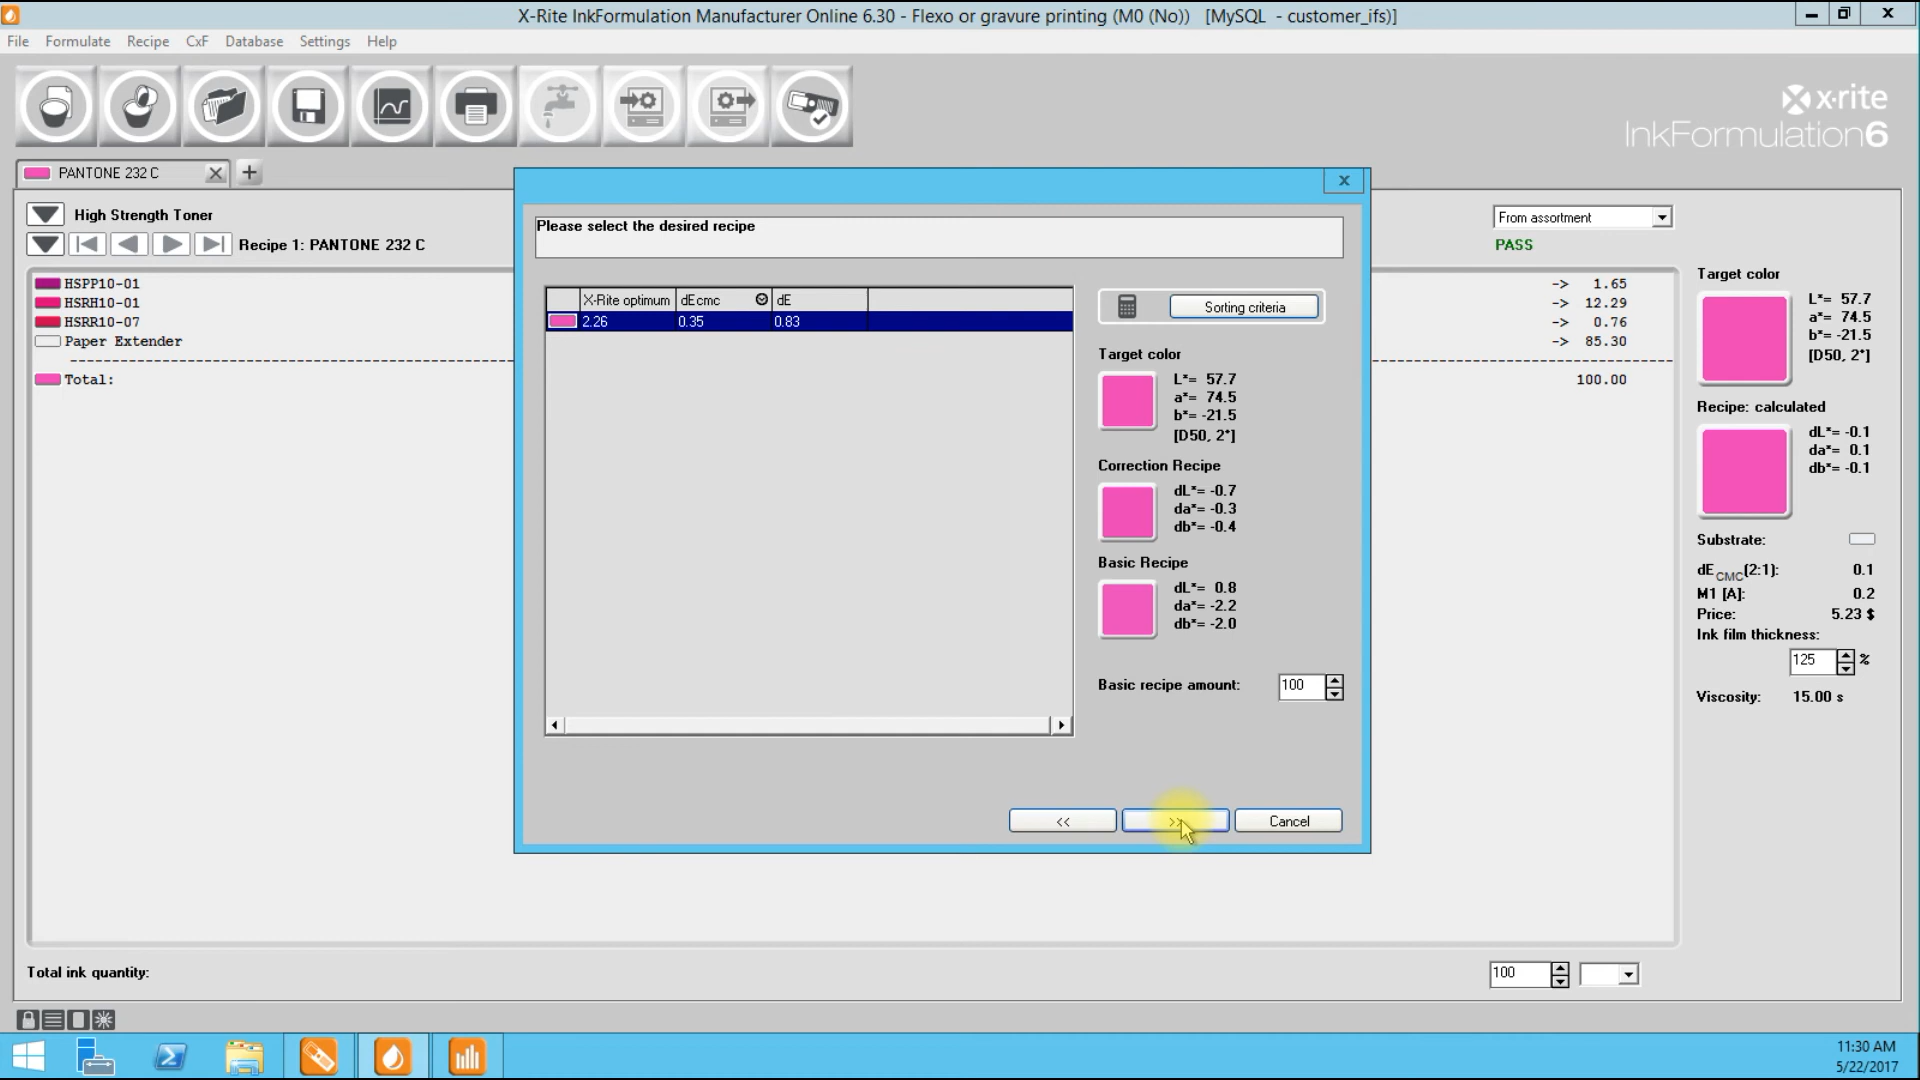 X-Rite InkFormulation Manufacturer Online 6.30 - Flexo or gravure printing (M0 (No)) [MySQL - customer_ifs)]
File Formulate Recipe CxF Database Settings Help
x·rite
InkFormulation6
PANTONE 232 C
High Strength Toner
From assortment
Recipe 1: PANTONE 232 C
PASS
HSPP10-01 -> 1.65
HSRH10-01 -> 12.29
HSRR10-07 -> 0.76
Paper Extender -> 85.30
Total: 100.00
Please select the desired recipe
X-Rite optimum dEcmc dE
2.26 0.35 0.83
Sorting criteria
Target color
L*= 57.7
a*= 74.5
b*= -21.5
[D50, 2°]
Correction Recipe
dL*= -0.7
da*= -0.3
db*= -0.4
Basic Recipe
dL*= 0.8
da*= -2.2
db*= -2.0
Basic recipe amount: 100
<< >> Cancel
Target color
L*= 57.7
a*= 74.5
b*= -21.5
[D50, 2°]
Recipe: calculated
dL*= -0.1
da*= 0.1
db*= -0.1
Substrate:
dE CMC(2:1): 0.1
M1 [A]: 0.2
Price: 5.23 $
Ink film thickness:
125 %
Viscosity: 15.00 s
Total ink quantity: 100
11:30 AM
5/22/2017